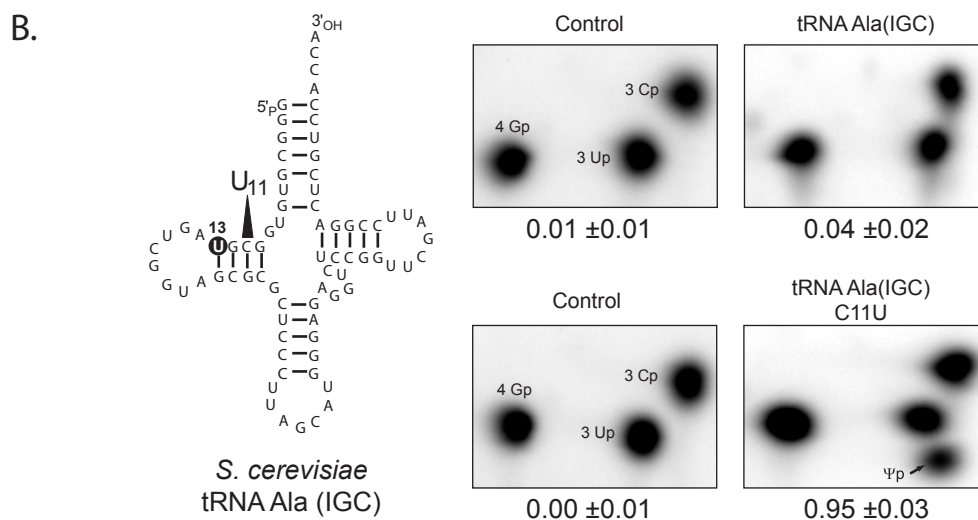 B.
3'OH
A
C
C
A
C
C
U
G
C
U
C
5'P
G
G
G
C
G
U
G
U
G
U11
13
C U G A U G C G
C
G G U A G C G C G
C
U
C
C
C
U
U
A
G
C
A
U
G
G
G
A
G
A
C
U
G
G
U
A G G C C U U A G C U U G G C C U
S. cerevisiae
tRNA Ala (IGC)
Control
4 Gp
3 Up
3 Cp
0.01 ±0.01
tRNA Ala(IGC)
0.04 ±0.02
Control
4 Gp
3 Up
3 Cp
0.00 ±0.01
tRNA Ala(IGC)
C11U
Ψp
0.95 ±0.03